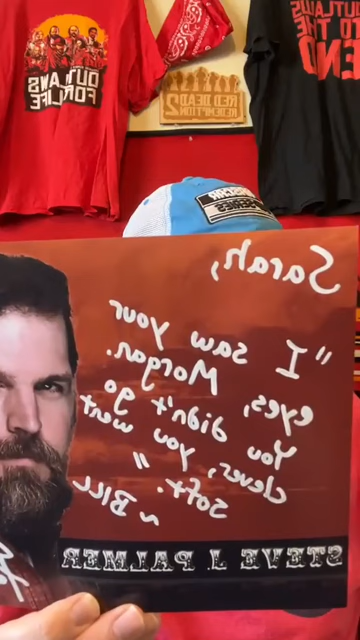 OUTLAWS
FOR LIFE
RED DEAD
REDEMPTION 2
OUTLAWS
TO THE
END
Sarah,
"I saw your
eyes, Morgan.
You didn't go
clever, you went
soft."
~ BILL
STEVE J. PALMER